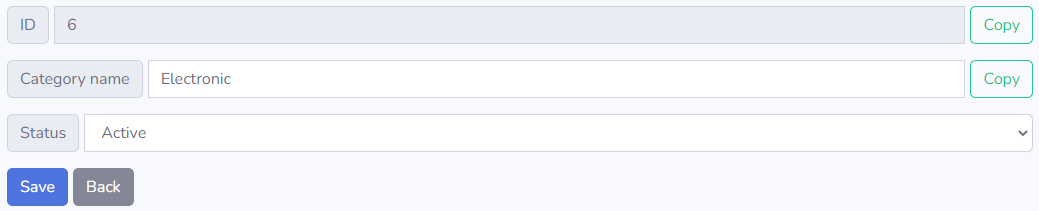 ID 6 Copy
Category name Electronic Copy
Status Active
Save Back